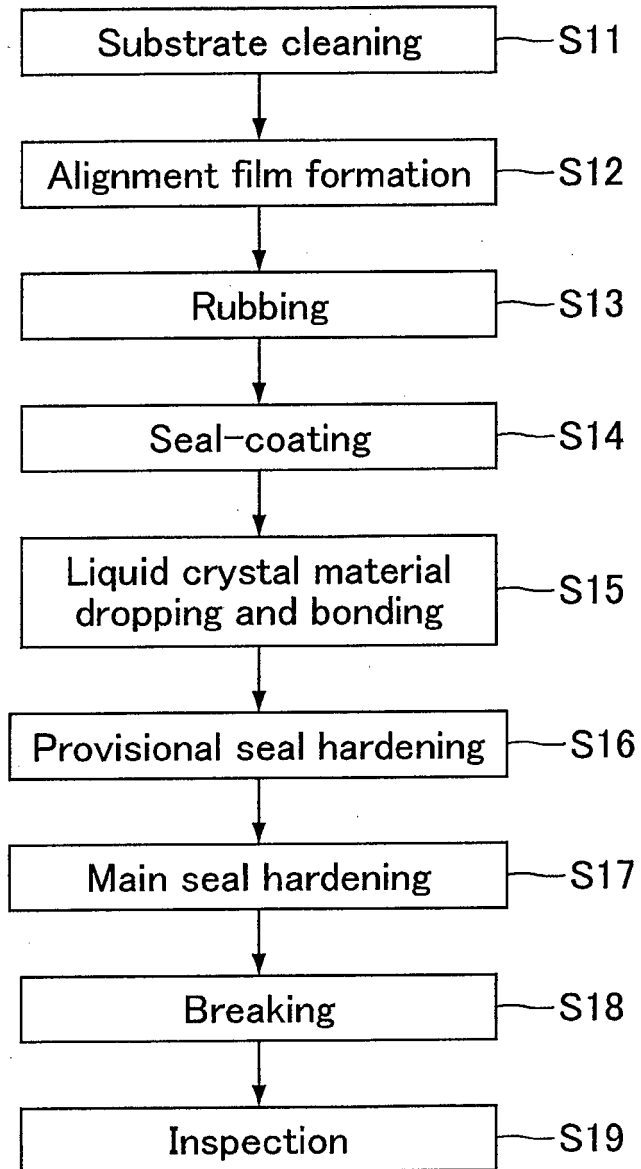 Substrate cleaning S11
Alignment film formation S12
Rubbing S13
Seal-coating S14
Liquid crystal material
dropping and bonding S15
Provisional seal hardening S16
Main seal hardening S17
Breaking S18
Inspection S19